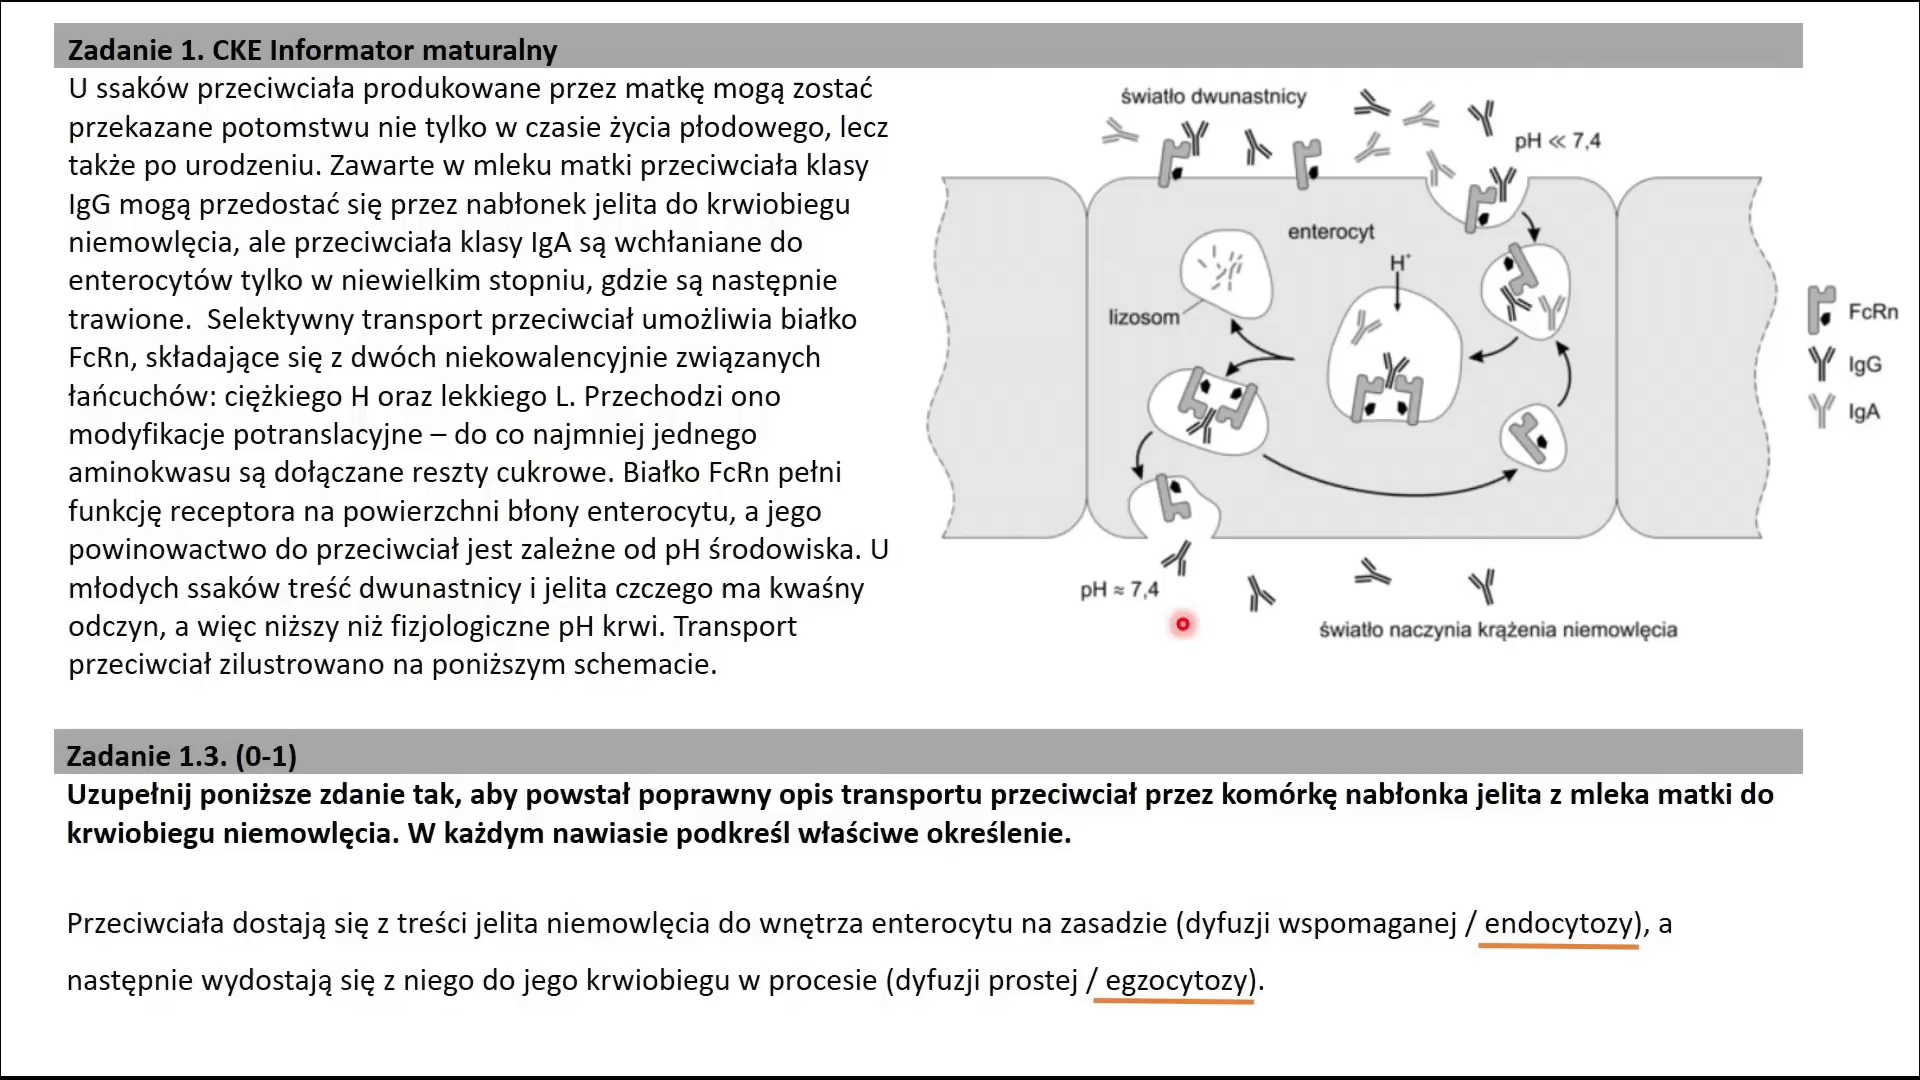 Zadanie 1. CKE Informator maturalny
U ssaków przeciwciała produkowane przez matkę mogą zostać
przekazane potomstwu nie tylko w czasie życia płodowego, lecz
także po urodzeniu. Zawarte w mleku matki przeciwciała klasy
IgG mogą przedostać się przez nabłonek jelita do krwiobiegu
niemowlęcia, ale przeciwciała klasy IgA są wchłaniane do
enterocytów tylko w niewielkim stopniu, gdzie są następnie
trawione.  Selektywny transport przeciwciał umożliwia białko
FcRn, składające się z dwóch niekowalencyjnie związanych
łańcuchów: ciężkiego H oraz lekkiego L. Przechodzi ono
modyfikacje potranslacyjne – do co najmniej jednego
aminokwasu są dołączane reszty cukrowe. Białko FcRn pełni
funkcję receptora na powierzchni błony enterocytu, a jego
powinowactwo do przeciwciał jest zależne od pH środowiska. U
młodych ssaków treść dwunastnicy i jelita czczego ma kwaśny
odczyn, a więc niższy niż fizjologiczne pH krwi. Transport
przeciwciał zilustrowano na poniższym schemacie.
światło dwunastnicy
pH ≪ 7,4
enterocyt
H⁺
lizosom
FcRn
IgG
IgA
pH ≈ 7,4
światło naczynia krążenia niemowlęcia
Zadanie 1.3. (0-1)
Uzupełnij poniższe zdanie tak, aby powstał poprawny opis transportu przeciwciał przez komórkę nabłonka jelita z mleka matki do
krwiobiegu niemowlęcia. W każdym nawiasie podkreśl właściwe określenie.
Przeciwciała dostają się z treści jelita niemowlęcia do wnętrza enterocytu na zasadzie (dyfuzji wspomaganej / endocytozy), a
następnie wydostają się z niego do jego krwiobiegu w procesie (dyfuzji prostej / egzocytozy).